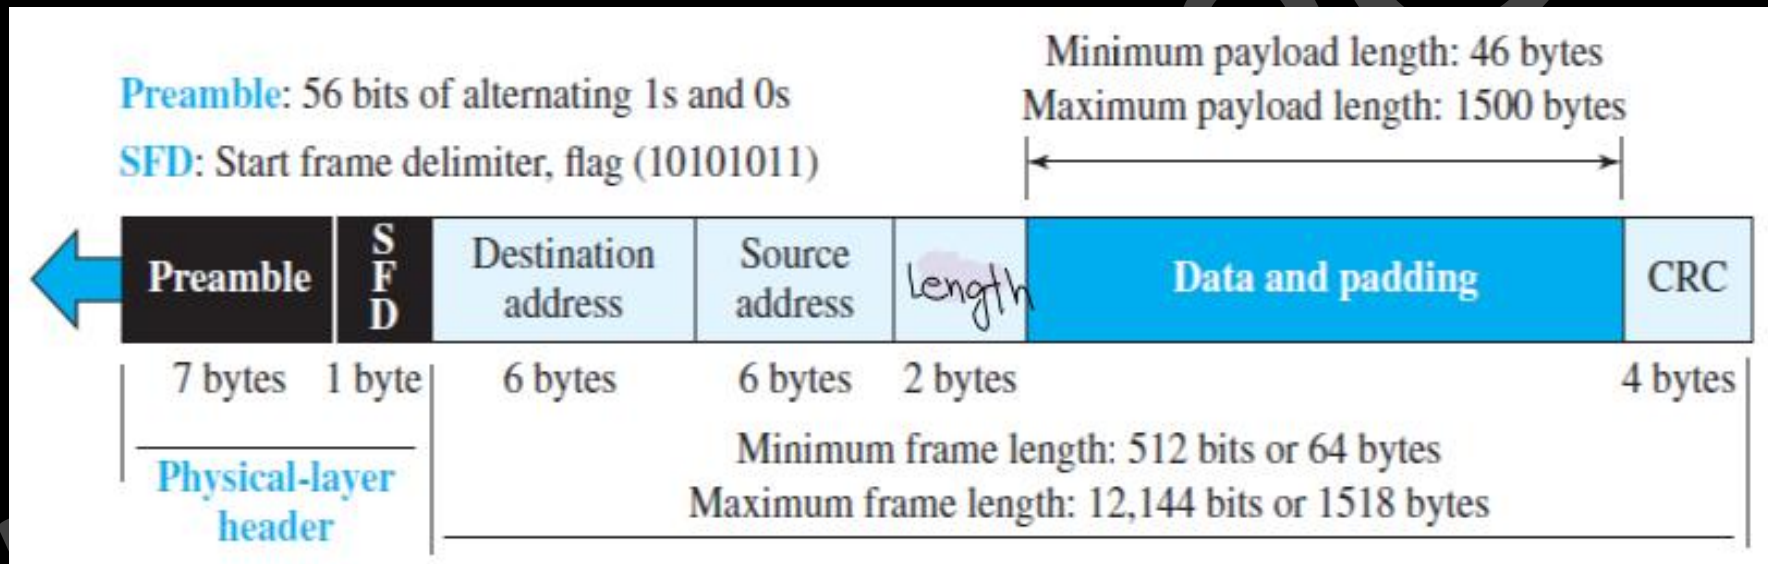 Minimum payload length: 46 bytes
Maximum payload length: 1500 bytes
Preamble: 56 bits of alternating 1s and 0s
SFD: Start frame delimiter, flag (10101011)
Preamble
SFD
Destination address
Source address
Length
Data and padding
CRC
7 bytes 1 byte 6 bytes 6 bytes 2 bytes 4 bytes
Physical-layer
header
Minimum frame length: 512 bits or 64 bytes
Maximum frame length: 12,144 bits or 1518 bytes